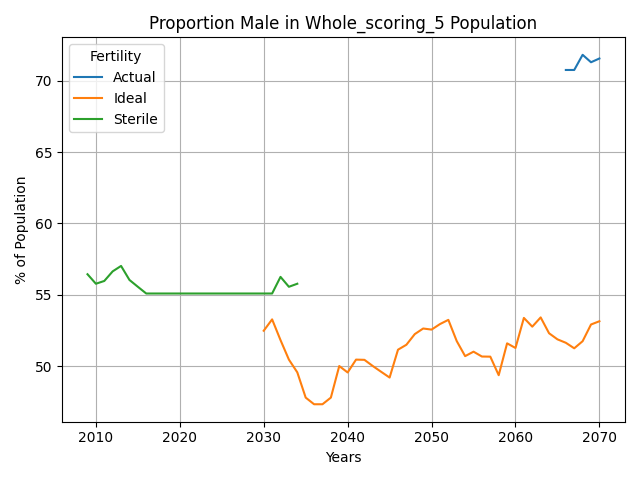 Proportion Male in Whole_scoring_5 Population
Fertility
Actual
Ideal
Sterile
% of Population
70
65
60
55
50
2010 2020 2030 2040 2050 2060 2070
Years